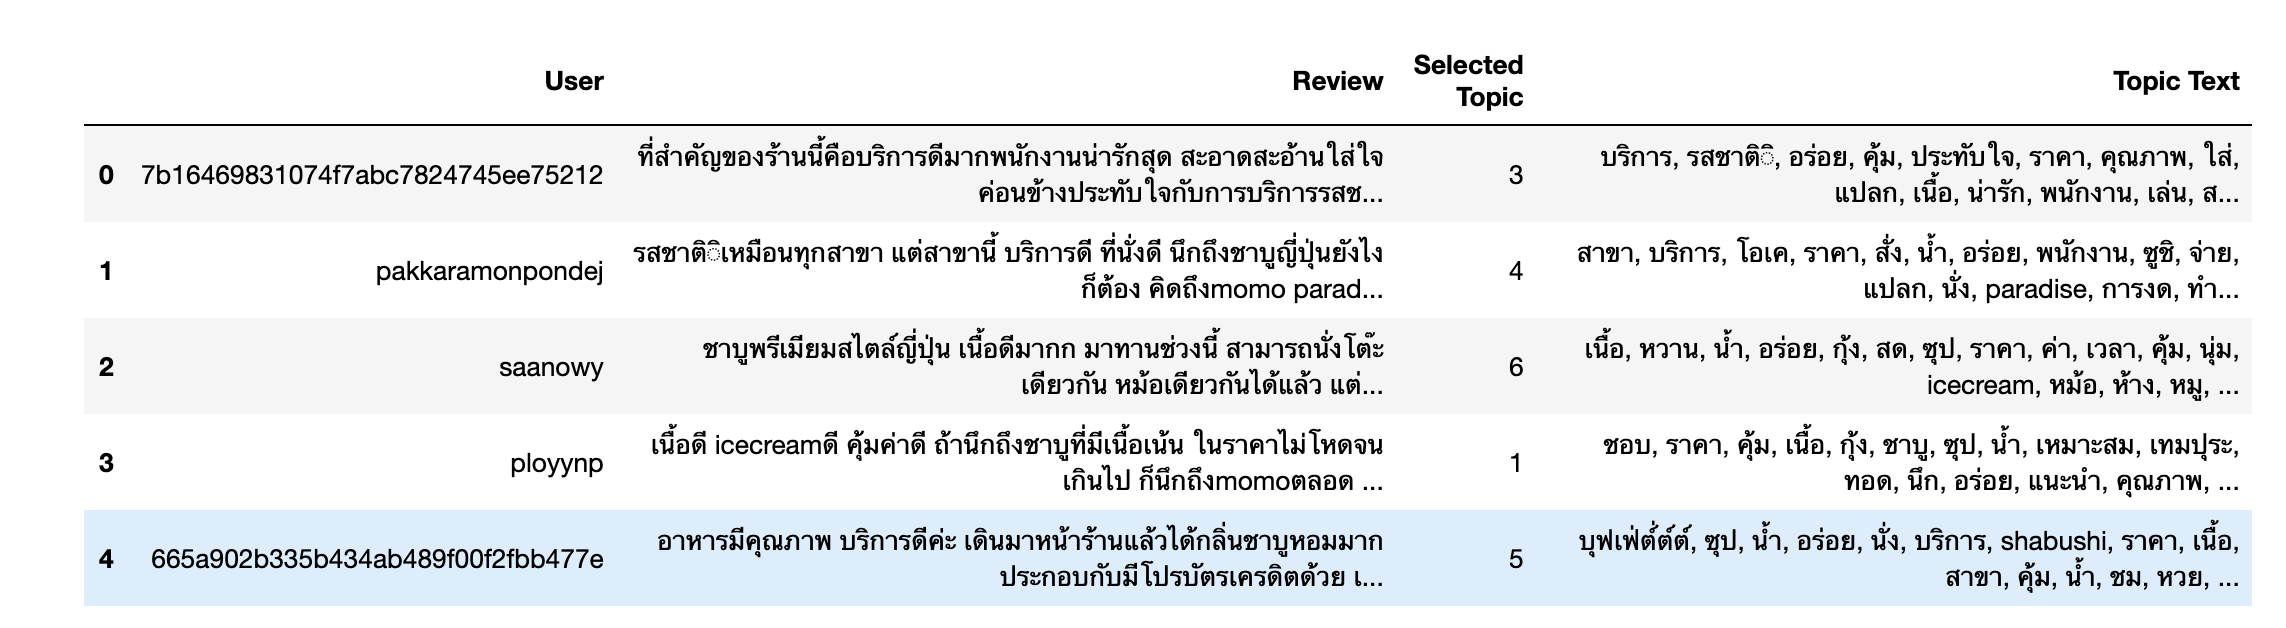 User Review Selected Topic Topic Text
0 7b16469831074f7abc7824745ee75212 ที่สำคัญของร้านนี้คือบริการดีมากพนักงานน่ารักสุด สะอาดสะอ้านใส่ใจ 3 บริการ, รสชาติิ, อร่อย, คุ้ม, ประทับใจ, ราคา, คุณภาพ, ใส่,
ค่อนข้างประทับใจกับการบริการรสช... แปลก, เนื้อ, น่ารัก, พนักงาน, เล่น, ส...
1 pakkaramonpondej รสชาติิเหมือนทุกสาขา แต่สาขานี้ บริการดี ที่นั่งดี นึกถึงชาบูญี่ปุ่นยังไง 4 สาขา, บริการ, โอเค, ราคา, สั่ง, น้ำ, อร่อย, พนักงาน, ซูชิ, จ่าย,
ก็ต้อง คิดถึงmomo parad... แปลก, นั่ง, paradise, การงด, ทำ...
2 saanowy ชาบูพรีเมียมสไตล์ญี่ปุ่น เนื้อดีมากก มาทานช่วงนี้ สามารถนั่งโต๊ะ 6 เนื้อ, หวาน, น้ำ, อร่อย, กุ้ง, สด, ซุป, ราคา, ค่า, เวลา, คุ้ม, นุ่ม,
เดียวกัน หม้อเดียวกันได้แล้ว แต่... icecream, หม้อ, ห้าง, หมู, ...
3 ployynp เนื้อดี icecreamดี คุ้มค่าดี ถ้านึกถึงชาบูที่มีเนื้อเน้น ในราคาไม่โหดจน 1 ชอบ, ราคา, คุ้ม, เนื้อ, กุ้ง, ชาบู, ซุป, น้ำ, เหมาะสม, เทมปุระ,
เกินไป ก็นึกถึงmomoตลอด ... ทอด, นึก, อร่อย, แนะนำ, คุณภาพ, ...
4 665a902b335b434ab489f00f2fbb477e อาหารมีคุณภาพ บริการดีค่ะ เดินมาหน้าร้านแล้วได้กลิ่นชาบูหอมมาก 5 บุฟเฟ่ต์ต์ต์, ซุป, น้ำ, อร่อย, นั่ง, บริการ, shabushi, ราคา, เนื้อ,
ประกอบกับมีโปรบัตรเครดิตด้วย เ... สาขา, คุ้ม, น้ำ, ชม, หวย, ...